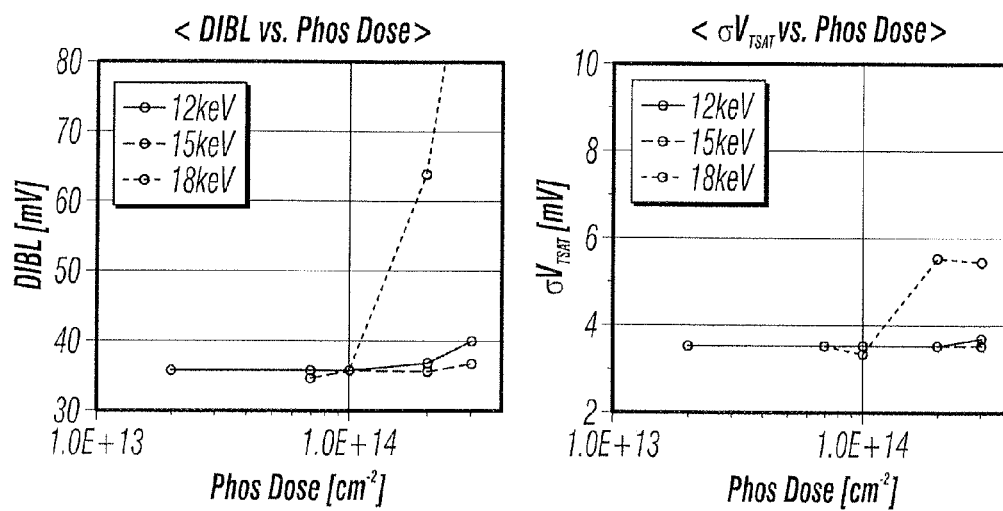 < DIBL vs. Phos Dose >
80
70
60
50
40
30
DIBL [mV]
12keV
15keV
18keV
1.0E+13
1.0E+14
Phos Dose [cm⁻²]
< σV_TSAT vs. Phos Dose >
10
8
6
4
2
σV_TSAT [mV]
12keV
15keV
18keV
1.0E+13
1.0E+14
Phos Dose [cm⁻²]